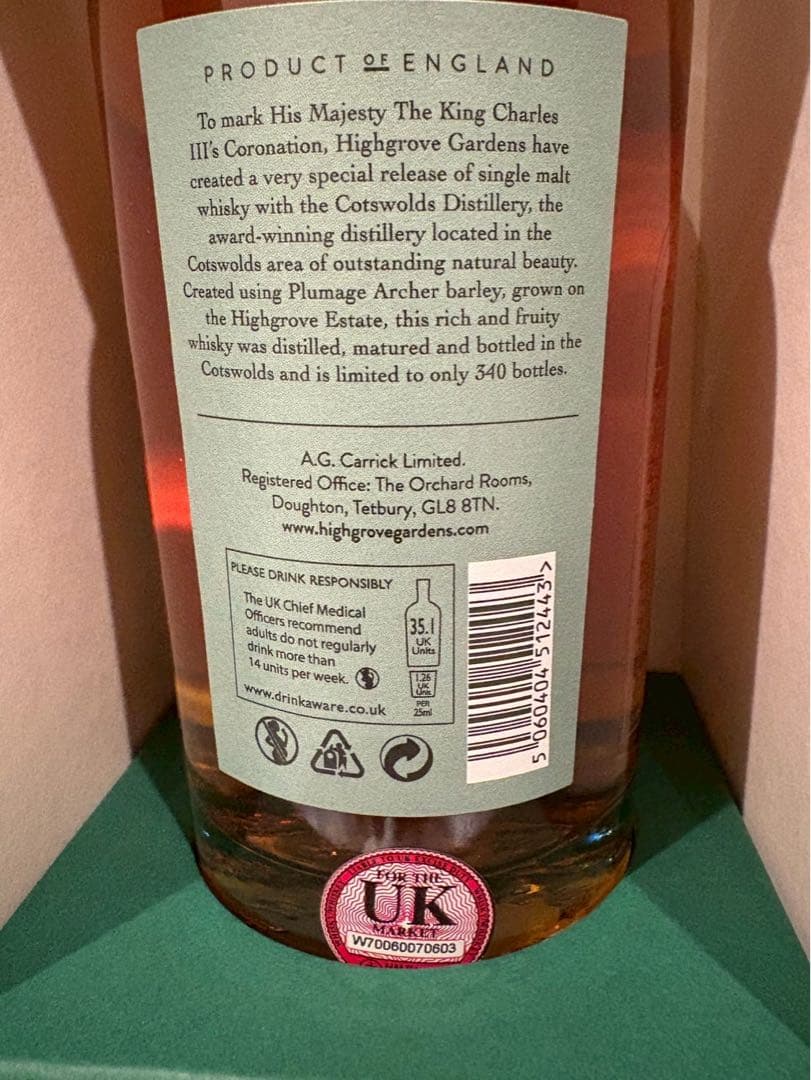 PRODUCT OF ENGLAND
To mark His Majesty The King Charles
III's Coronation, Highgrove Gardens have
created a very special release of single malt
whisky with the Cotswolds Distillery, the
award-winning distillery located in the
Cotswolds area of outstanding natural beauty.
Created using Plumage Archer barley, grown on
the Highgrove Estate, this rich and fruity
whisky was distilled, matured and bottled in the
Cotswolds and is limited to only 340 bottles.
A.G. Carrick Limited.
Registered Office: The Orchard Rooms,
Doughton, Tetbury, GL8 8TN.
www.highgrovegardens.com
PLEASE DRINK RESPONSIBLY
The UK Chief Medical
Officers recommend
adults do not regularly
drink more than
14 units per week.
www.drinkaware.co.uk
35.1
UK
Units
1.26
UK
Units
PER
25ml
5 060404 512443 >
FOR THE
UK
MARKET
W70060070603